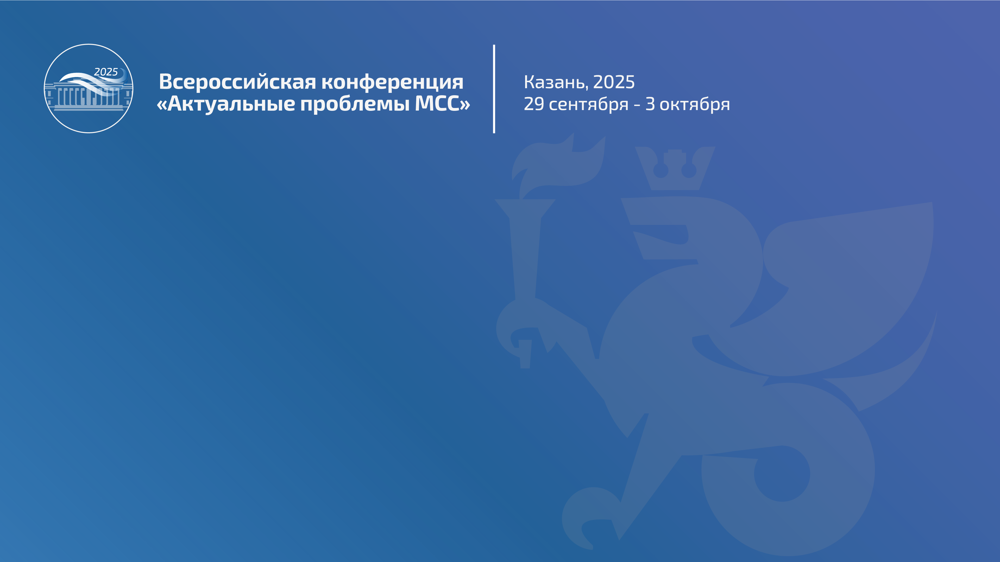 2025
Всероссийская конференция
«Актуальные проблемы МСС»
Казань, 2025
29 сентября - 3 октября